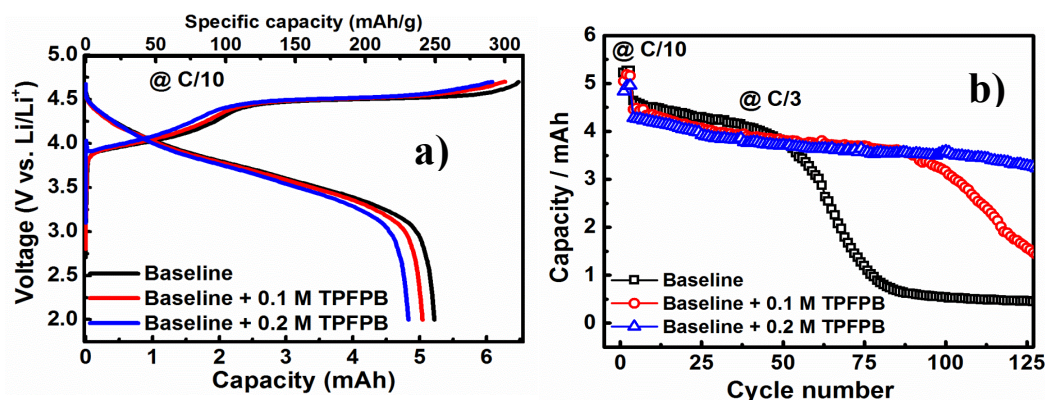 Specific capacity (mAh/g)
0 50 100 150 200 250 300
5.0
4.5
4.0
3.5
3.0
2.5
2.0
Voltage (V vs. Li/Li⁺)
@ C/10
a)
Baseline
Baseline + 0.1 M TPFPB
Baseline + 0.2 M TPFPB
0 1 2 3 4 5 6
Capacity (mAh)
6
5
4
3
2
1
0
Capacity / mAh
@ C/10
@ C/3
b)
Baseline
Baseline + 0.1 M TPFPB
Baseline + 0.2 M TPFPB
0 25 50 75 100 125
Cycle number